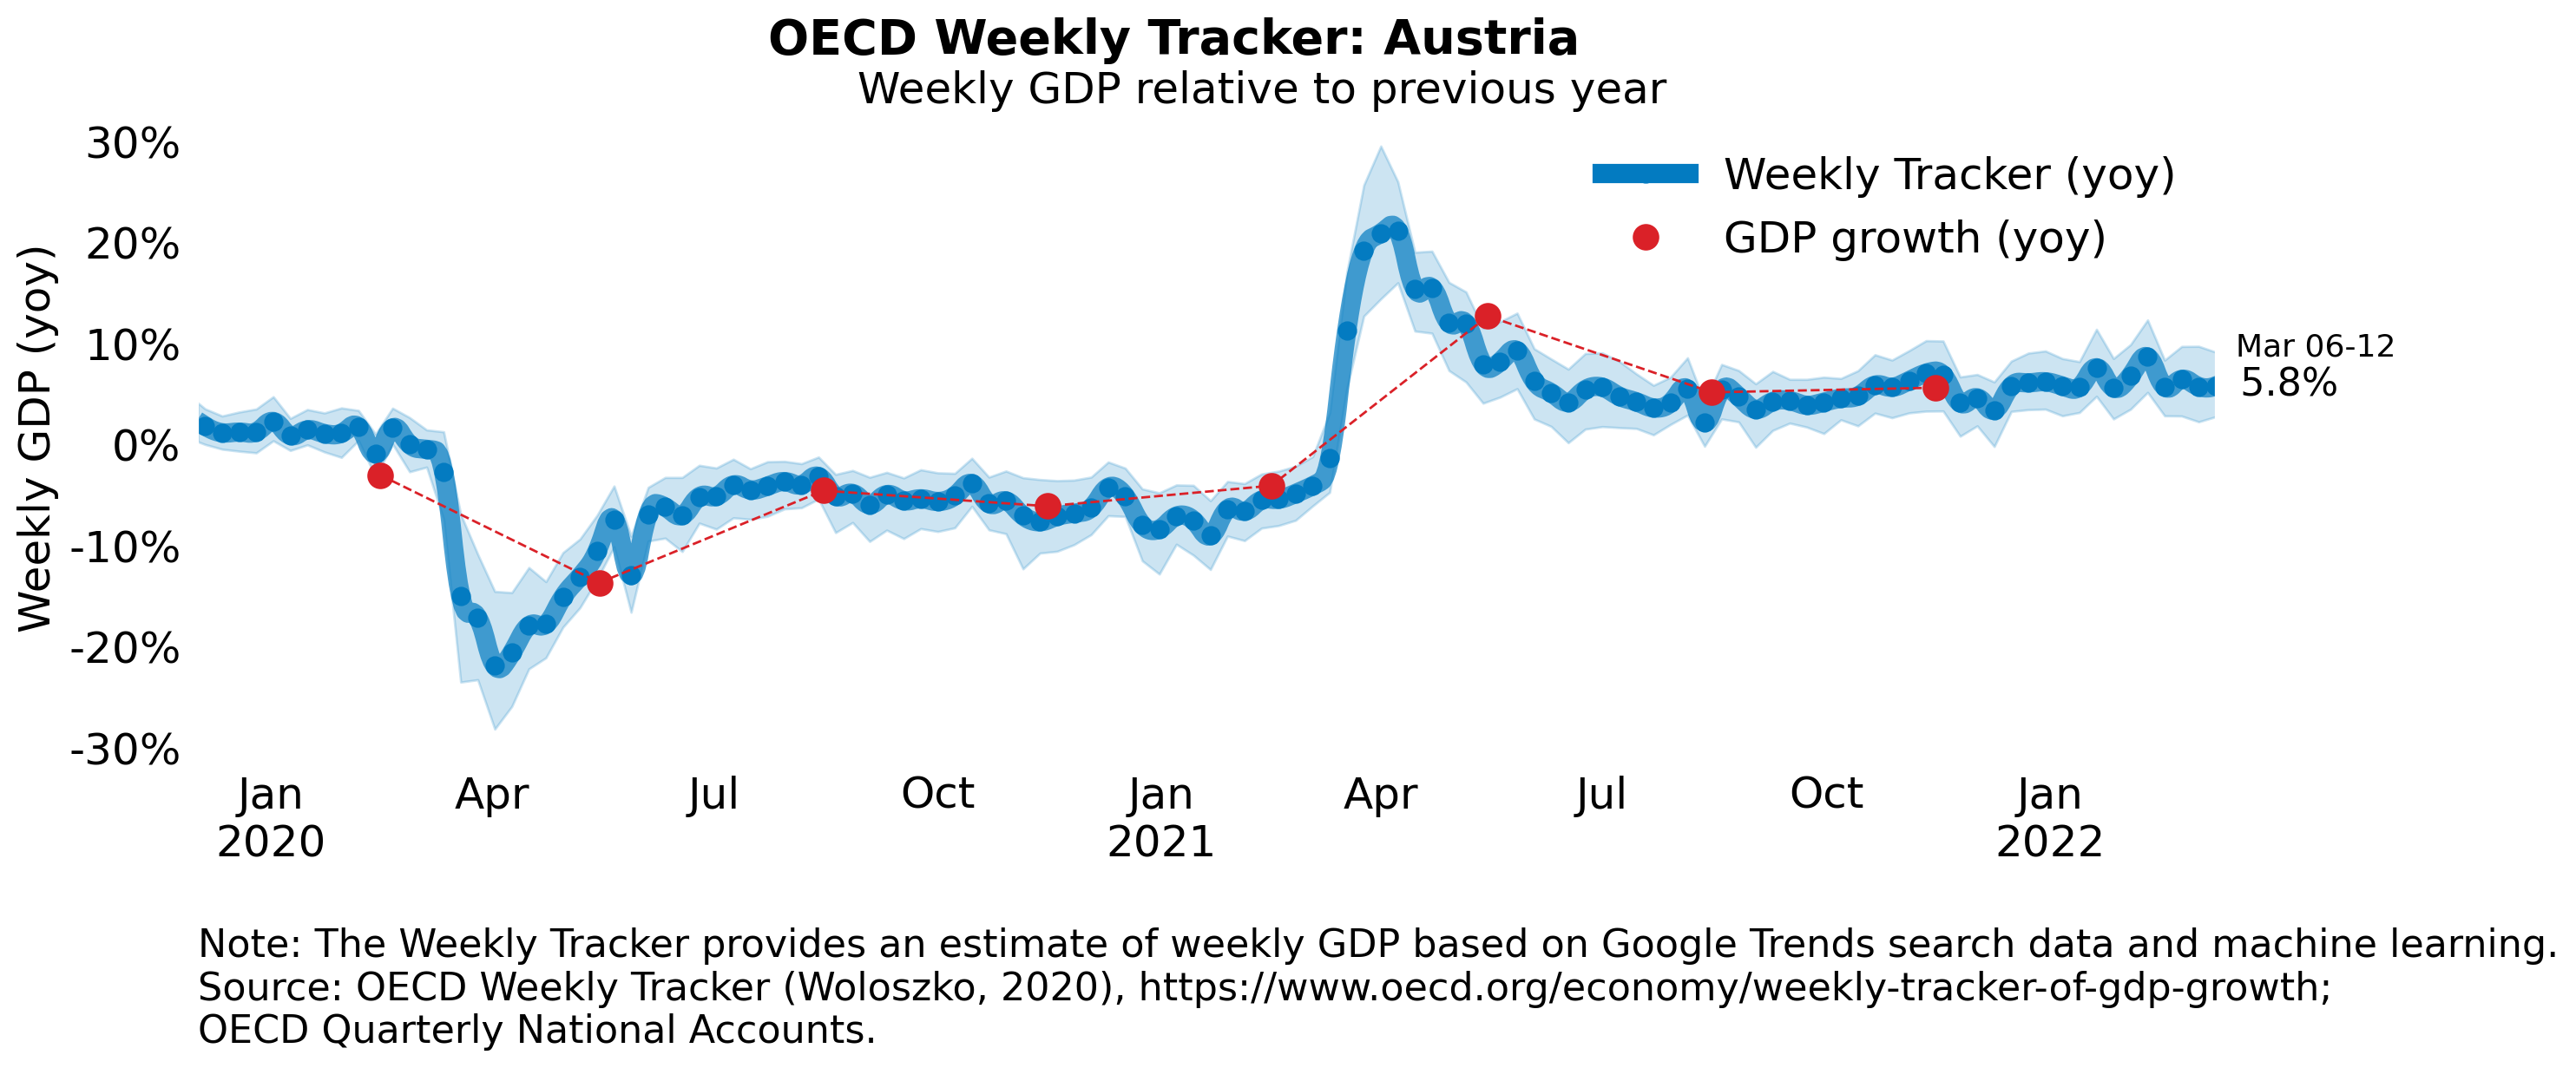 OECD Weekly Tracker: Austria
Weekly GDP relative to previous year
Weekly GDP (yoy)
30%
20%
10%
0%
-10%
-20%
-30%
Weekly Tracker (yoy)
GDP growth (yoy)
Mar 06-12
5.8%
Jan Apr Jul Oct Jan Apr Jul Oct Jan
2020 2021 2022
Note: The Weekly Tracker provides an estimate of weekly GDP based on Google Trends search data and machine learning.
Source: OECD Weekly Tracker (Woloszko, 2020), https://www.oecd.org/economy/weekly-tracker-of-gdp-growth;
OECD Quarterly National Accounts.